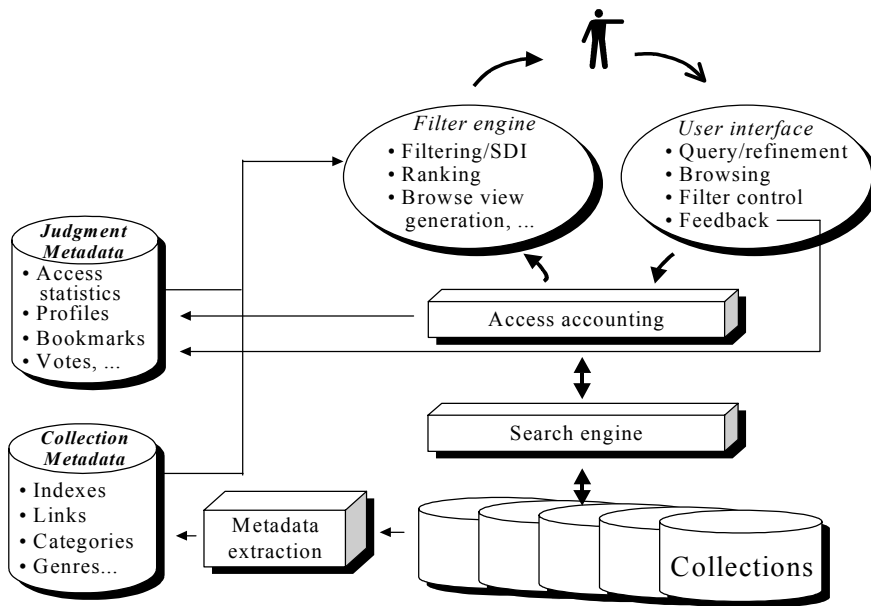 Filter engine
• Filtering/SDI
• Ranking
• Browse view
generation, ...
User interface
• Query/refinement
• Browsing
• Filter control
• Feedback
Judgment
Metadata
• Access
statistics
• Profiles
• Bookmarks
• Votes, ...
Access accounting
Search engine
Collection
Metadata
• Indexes
• Links
• Categories
• Genres...
Metadata
extraction
Collections